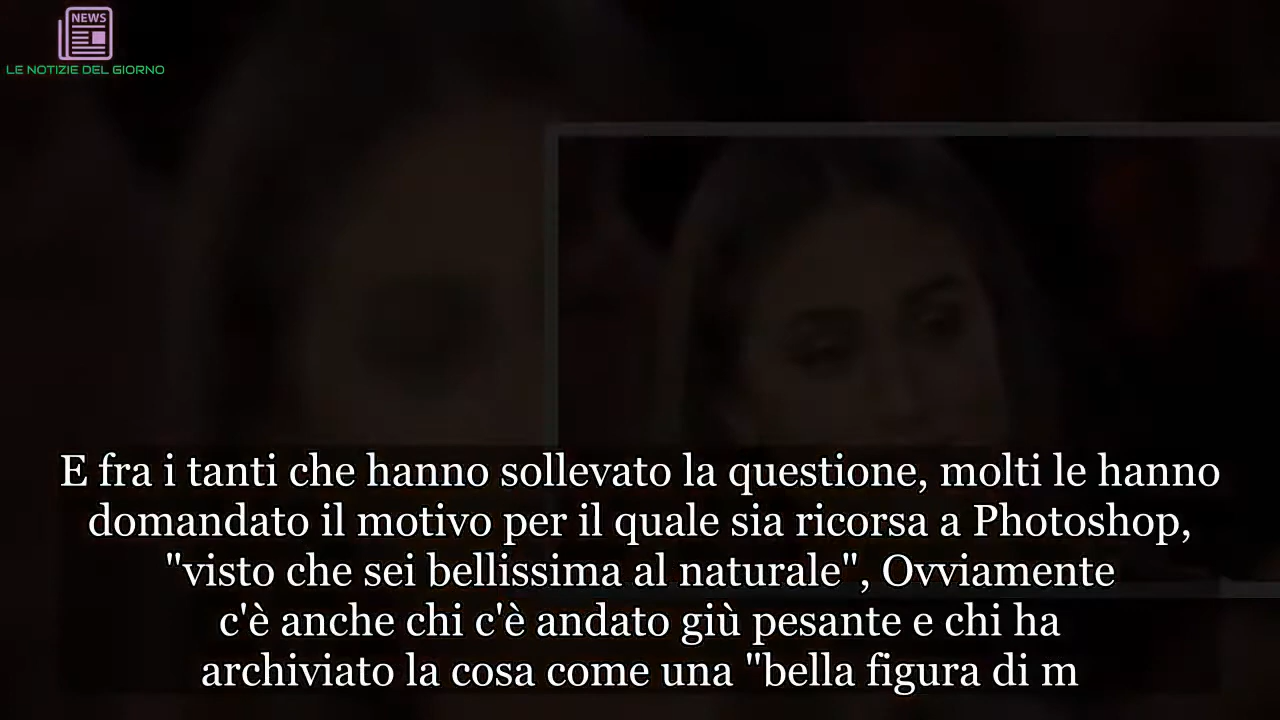 NEWS
LE NOTIZIE DEL GIORNO
E fra i tanti che hanno sollevato la questione, molti le hanno
domandato il motivo per il quale sia ricorsa a Photoshop,
"visto che sei bellissima al naturale", Ovviamente
c'è anche chi c'è andato giù pesante e chi ha
archiviato la cosa come una "bella figura di m